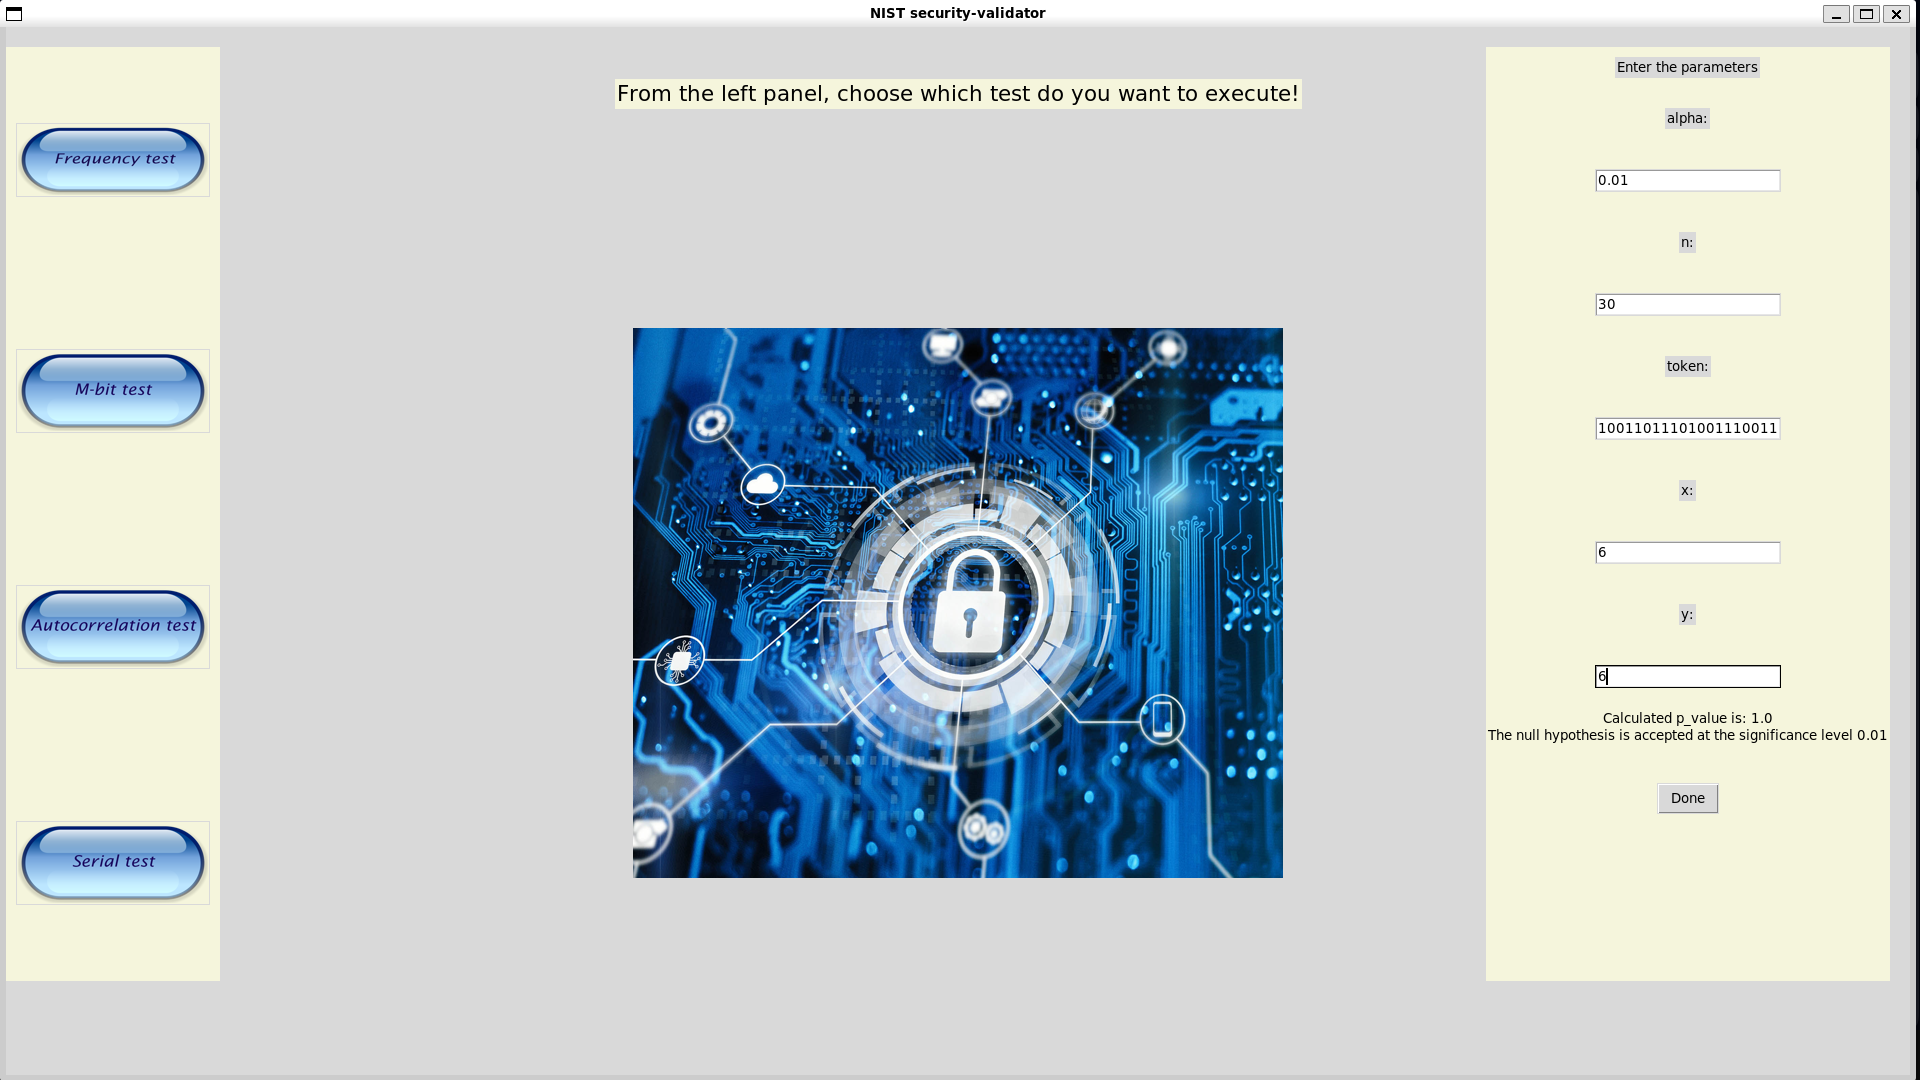 NIST security-validator
From the left panel, choose which test do you want to execute!
Frequency test
M-bit test
Autocorrelation test
Serial test
Enter the parameters
alpha:
0.01
n:
30
token:
10011011101001110011
x:
6
y:
6
Calculated p_value is: 1.0
The null hypothesis is accepted at the significance level 0.01
Done